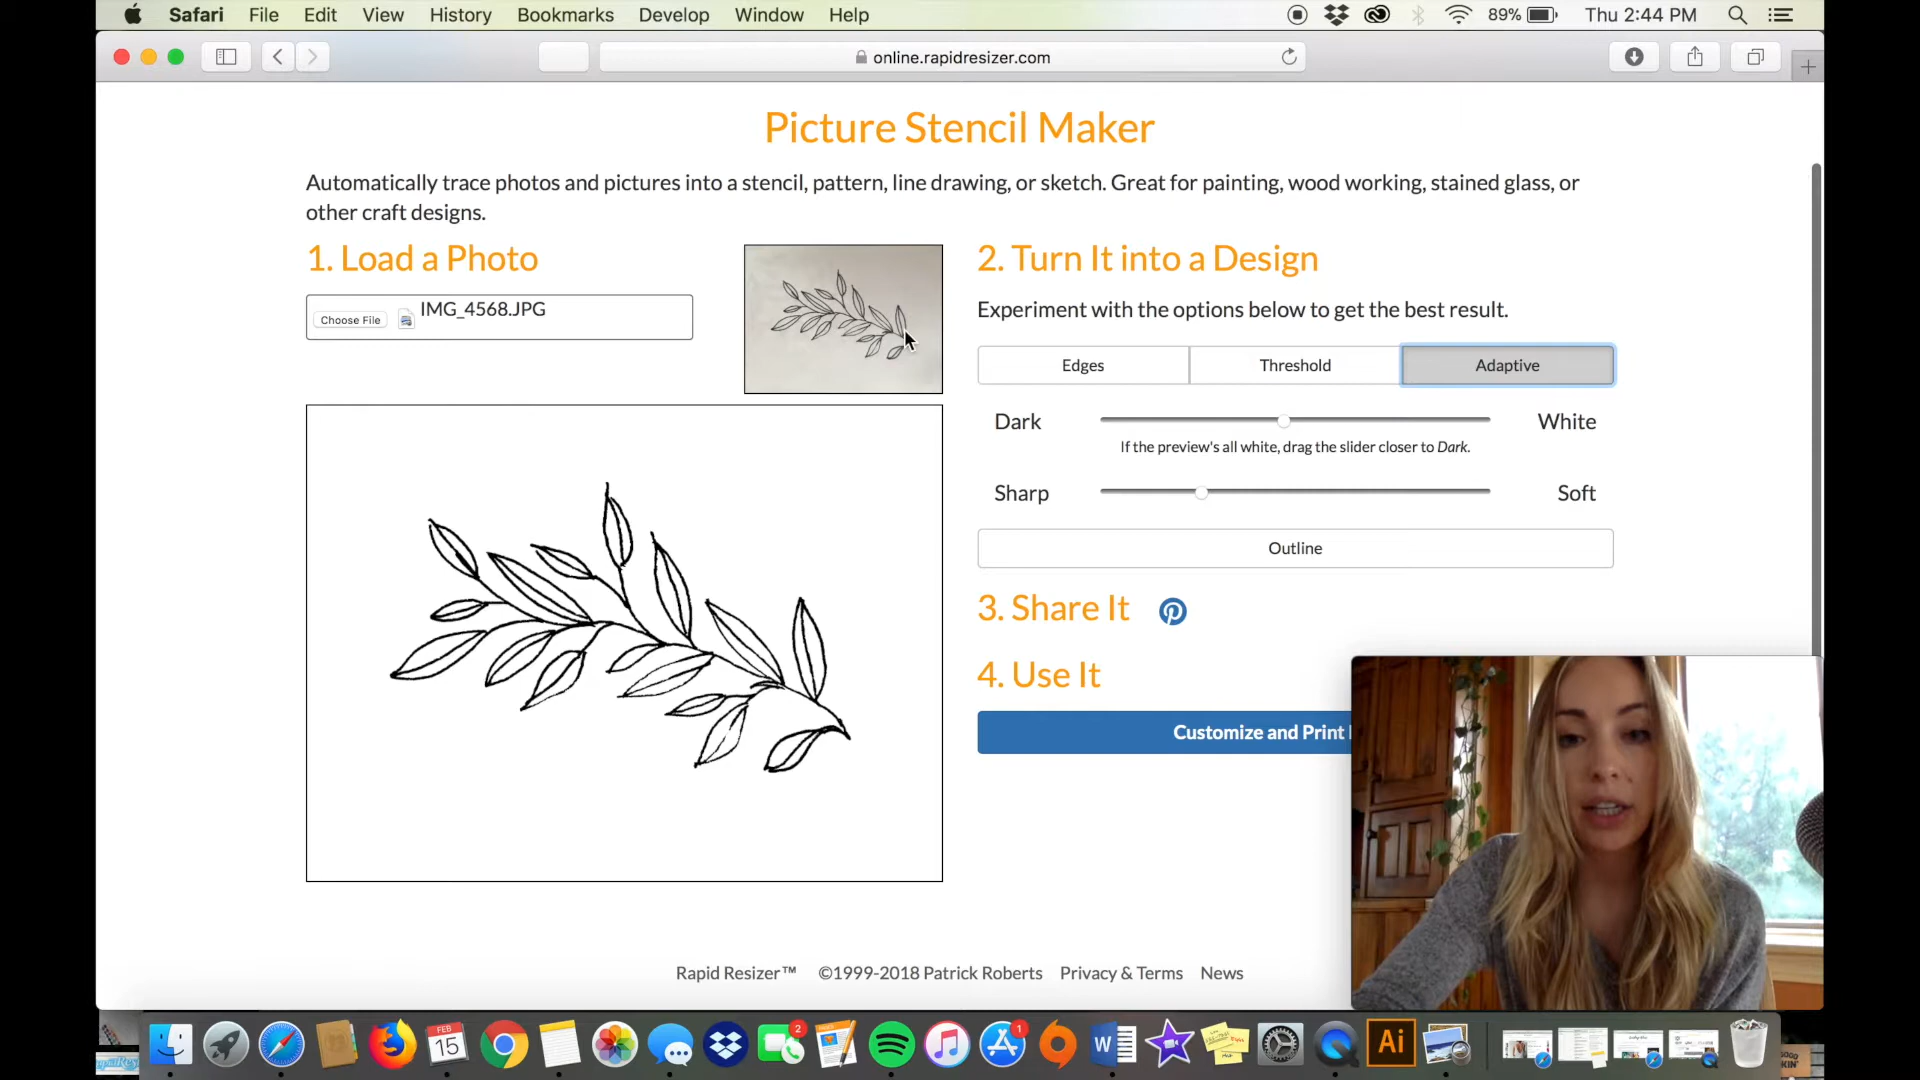 Safari File Edit View History Bookmarks Develop Window Help 89% Thu 2:44 PM
online.rapidresizer.com
Picture Stencil Maker
Automatically trace photos and pictures into a stencil, pattern, line drawing, or sketch. Great for painting, wood working, stained glass, or
other craft designs.
1. Load a Photo
Choose File IMG_4568.JPG
2. Turn It into a Design
Experiment with the options below to get the best result.
Edges Threshold Adaptive
Dark White
If the preview's all white, drag the slider closer to Dark.
Sharp Soft
Outline
3. Share It
4. Use It
Customize and Print
Rapid Resizer™ ©1999-2018 Patrick Roberts Privacy & Terms News
FEB
15
2
1
W
Ai